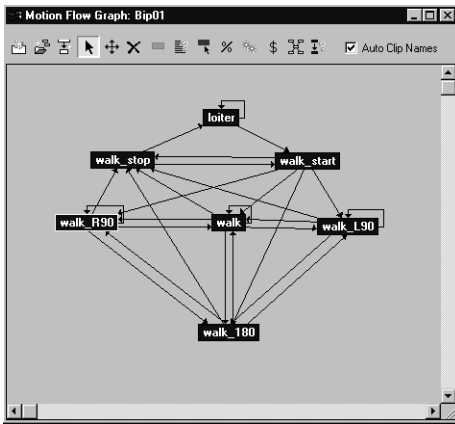 Motion Flow Graph: Bip01
Auto Clip Names
loiter
walk_stop
walk_start
walk_R90
walk
walk_L90
walk_180